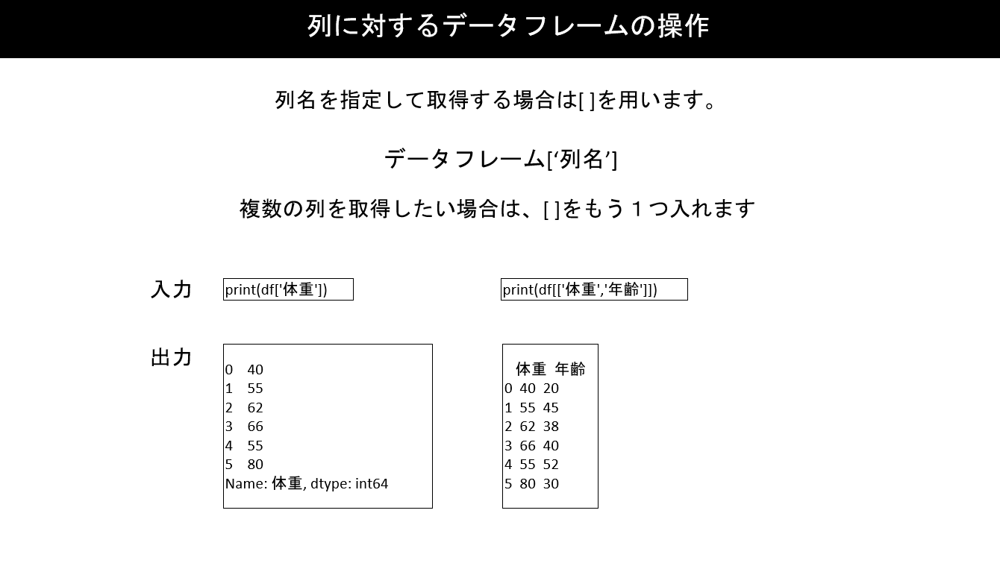 列に対するデータフレームの操作
列名を指定して取得する場合は[ ]を用います。
データフレーム[‘列名’]
複数の列を取得したい場合は、[ ]をもう１つ入れます
入力
print(df['体重'])
print(df[['体重','年齢']])
出力
0 40
1 55
2 62
3 66
4 55
5 80
Name: 体重, dtype: int64
体重 年齢
0 40 20
1 55 45
2 62 38
3 66 40
4 55 52
5 80 30